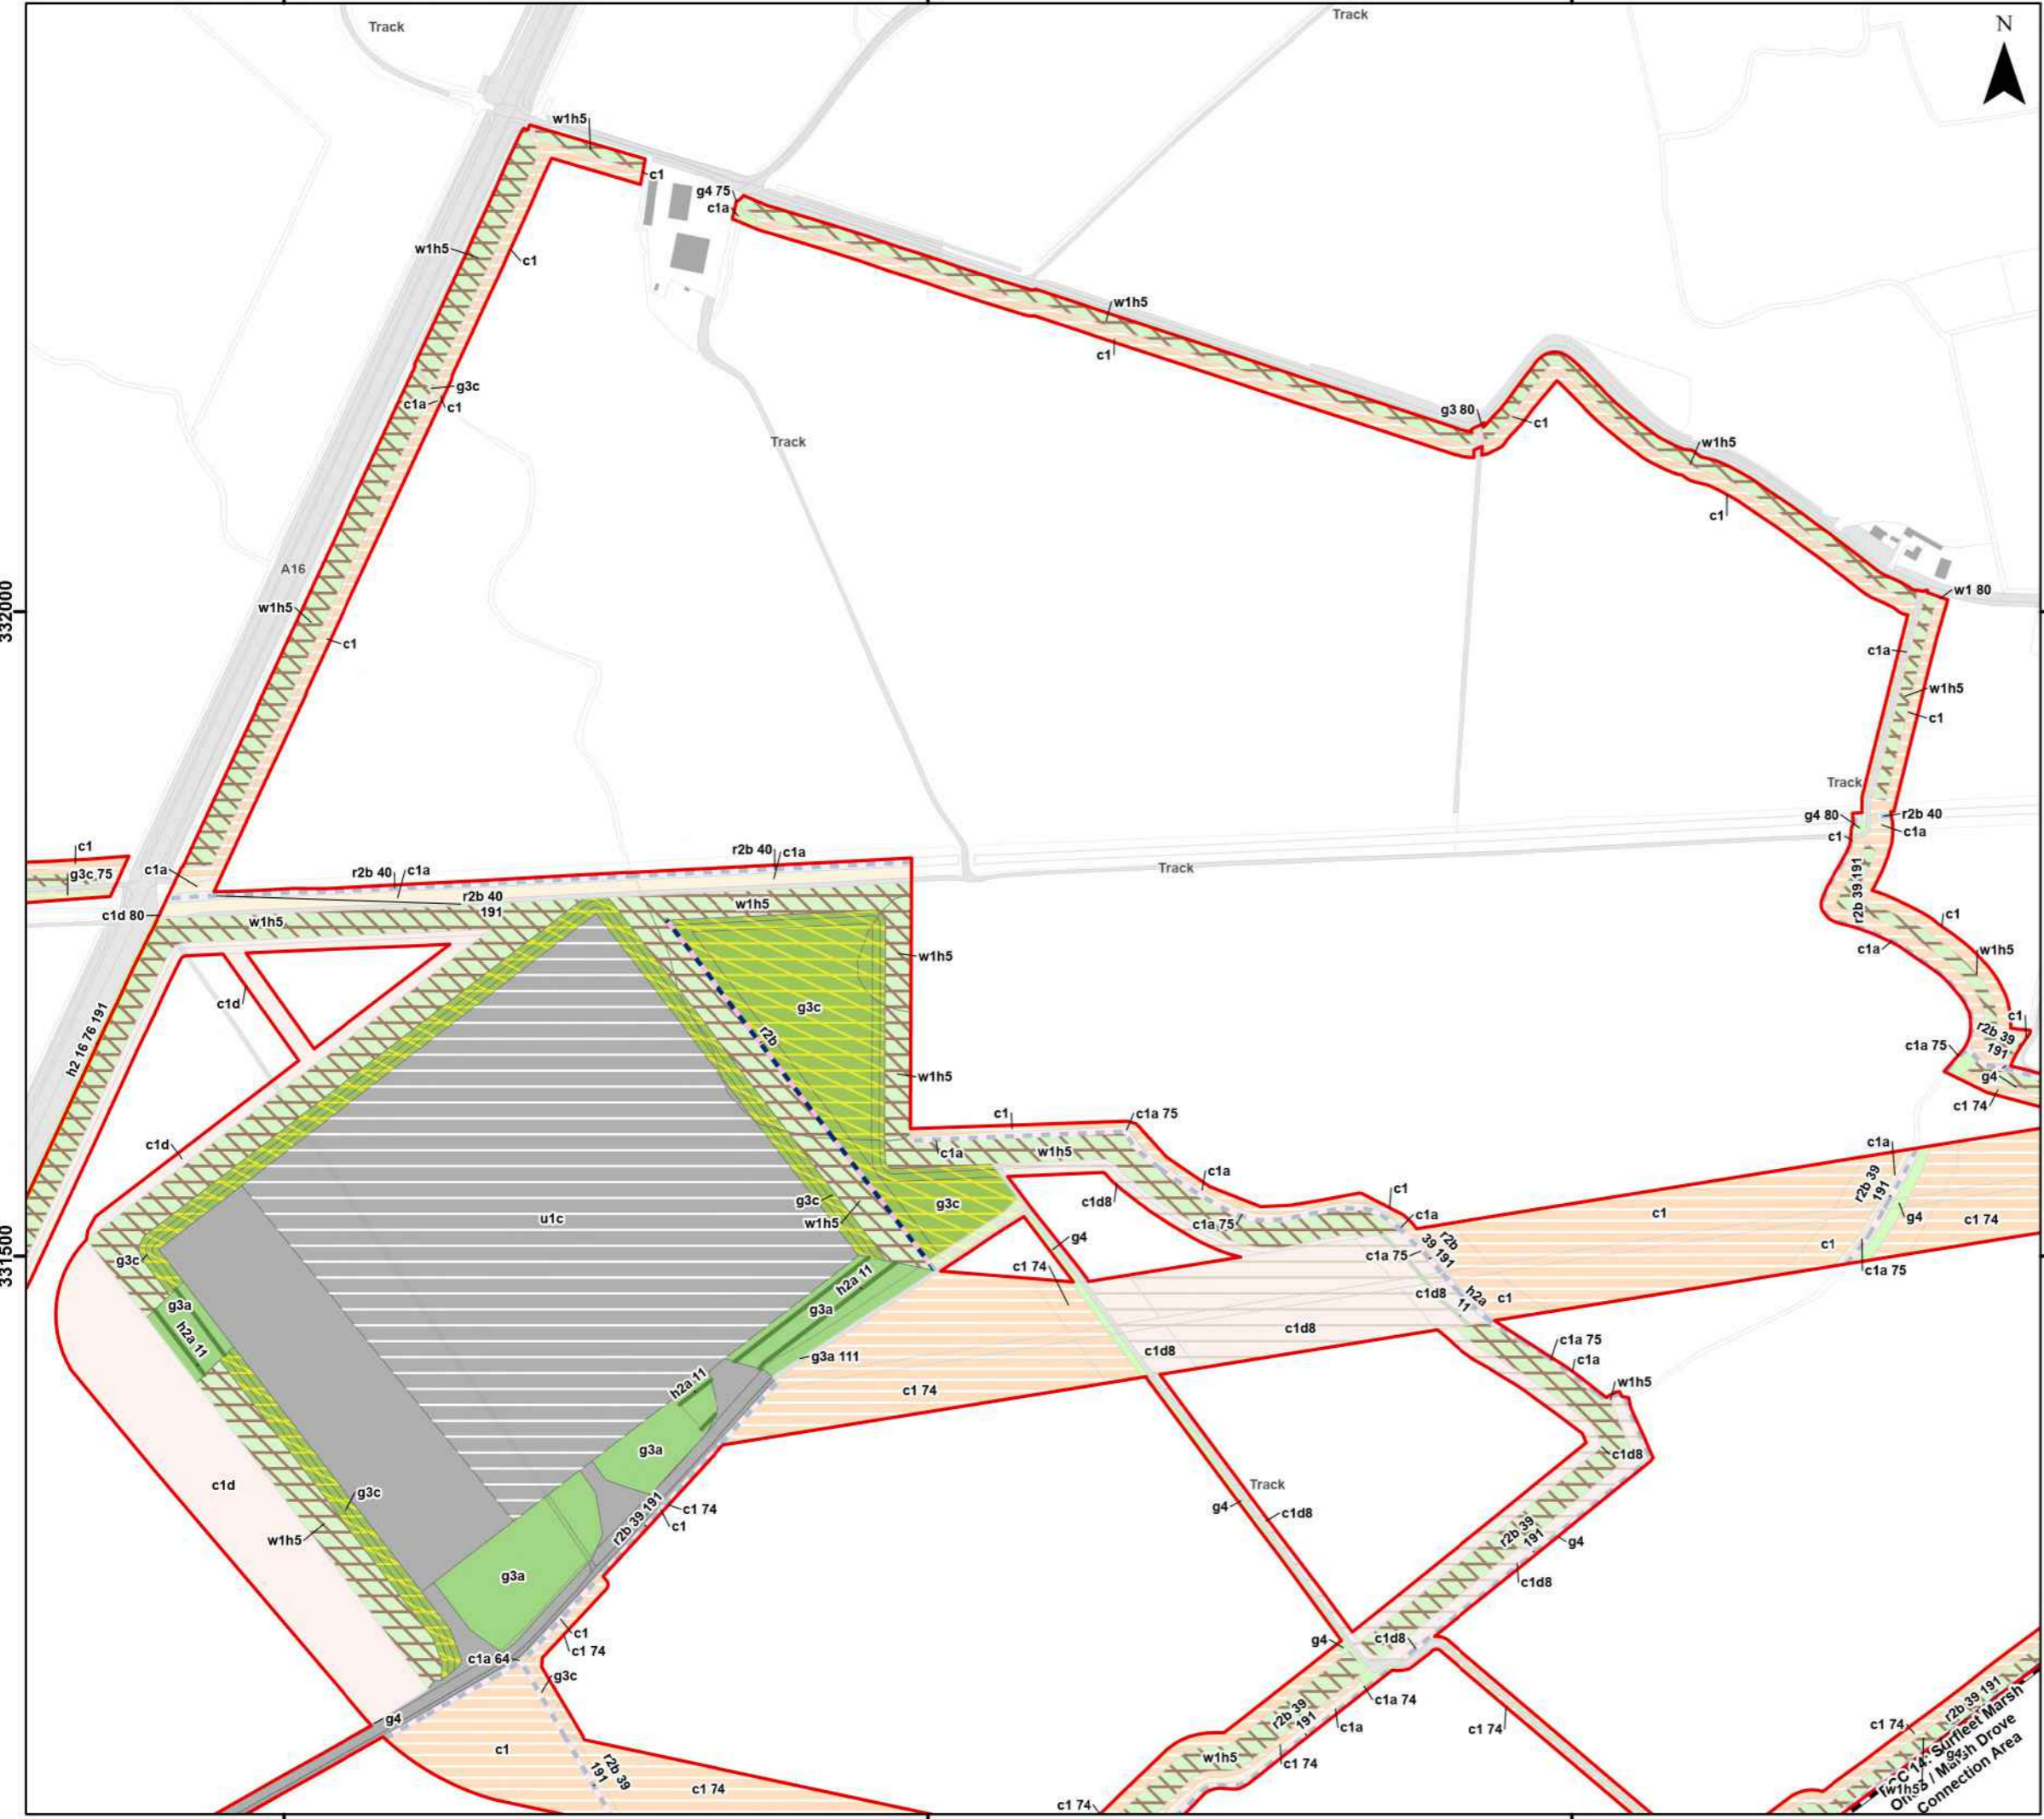 Track
Track
N
w1h5
c1
g4 75
c1a
w1h5
c1
w1h5
c1
g3c
c1a
c1
g3 80
c1
w1h5
Track
c1
A16
w1h5
c1
332000
w1 80
c1a
w1h5
c1
Track
g4 80
r2b 40
c1
c1a
c1
g3c 75
c1a
r2b 40
c1a
r2b 40
c1a
Track
r2b 39 191
r2b 40
191
w1h5
c1d 80
w1h5
c1
c1a
w1h5
w1h5
c1d
g3c
h2 16 76 191
r2b
c1
r2b 39
191
c1a 75
w1h5
g4
c1 74
c1
c1a 75
c1d
c1a
w1h5
c1a
c1a
r2b 39
191
g3c
w1h5
g3c
c1d8
c1
c1a
c1a 75
c1
g4
c1 74
u1c
331500
g3c
g4
r2b
39 191
c1a 75
c1
c1a 75
c1 74
h2a 11
g3a
g3a
h2a 11
c1d8
h2a
11
c1
c1d8
c1a 75
c1d8
c1a
g3a 111
h2a 11
c1 74
w1h5
g3a
c1d8
c1d
g3c
Track
r2b 39 191
c1 74
c1
g4
c1d8
w1h5
r2b 39
191
g4
g3a
c1d8
c1
c1 74
c1a 64
g3c
g4
c1d8
g4
c1a 74
r2b 39
191
c1a
c1 74
c1
r2b 39
191
c1 74
w1h5
c1 74
c1 74
c1 74
r2b 39 191
g4
w1h5
14: Surfleet Marsh
/ Marsh Drove
Connection Area